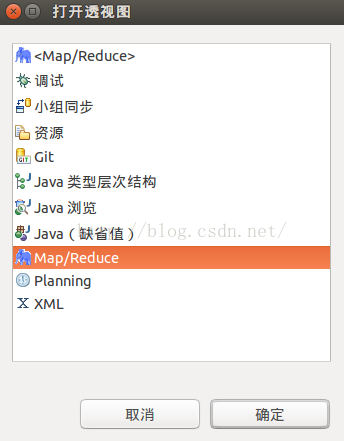 打开透视图
<Map/Reduce>
调试
小组同步
资源
Git
Java 类型层次结构
Java 浏览
Java（缺省值）
http://blog.csdn.net/
Map/Reduce
Planning
XML
取消
确定